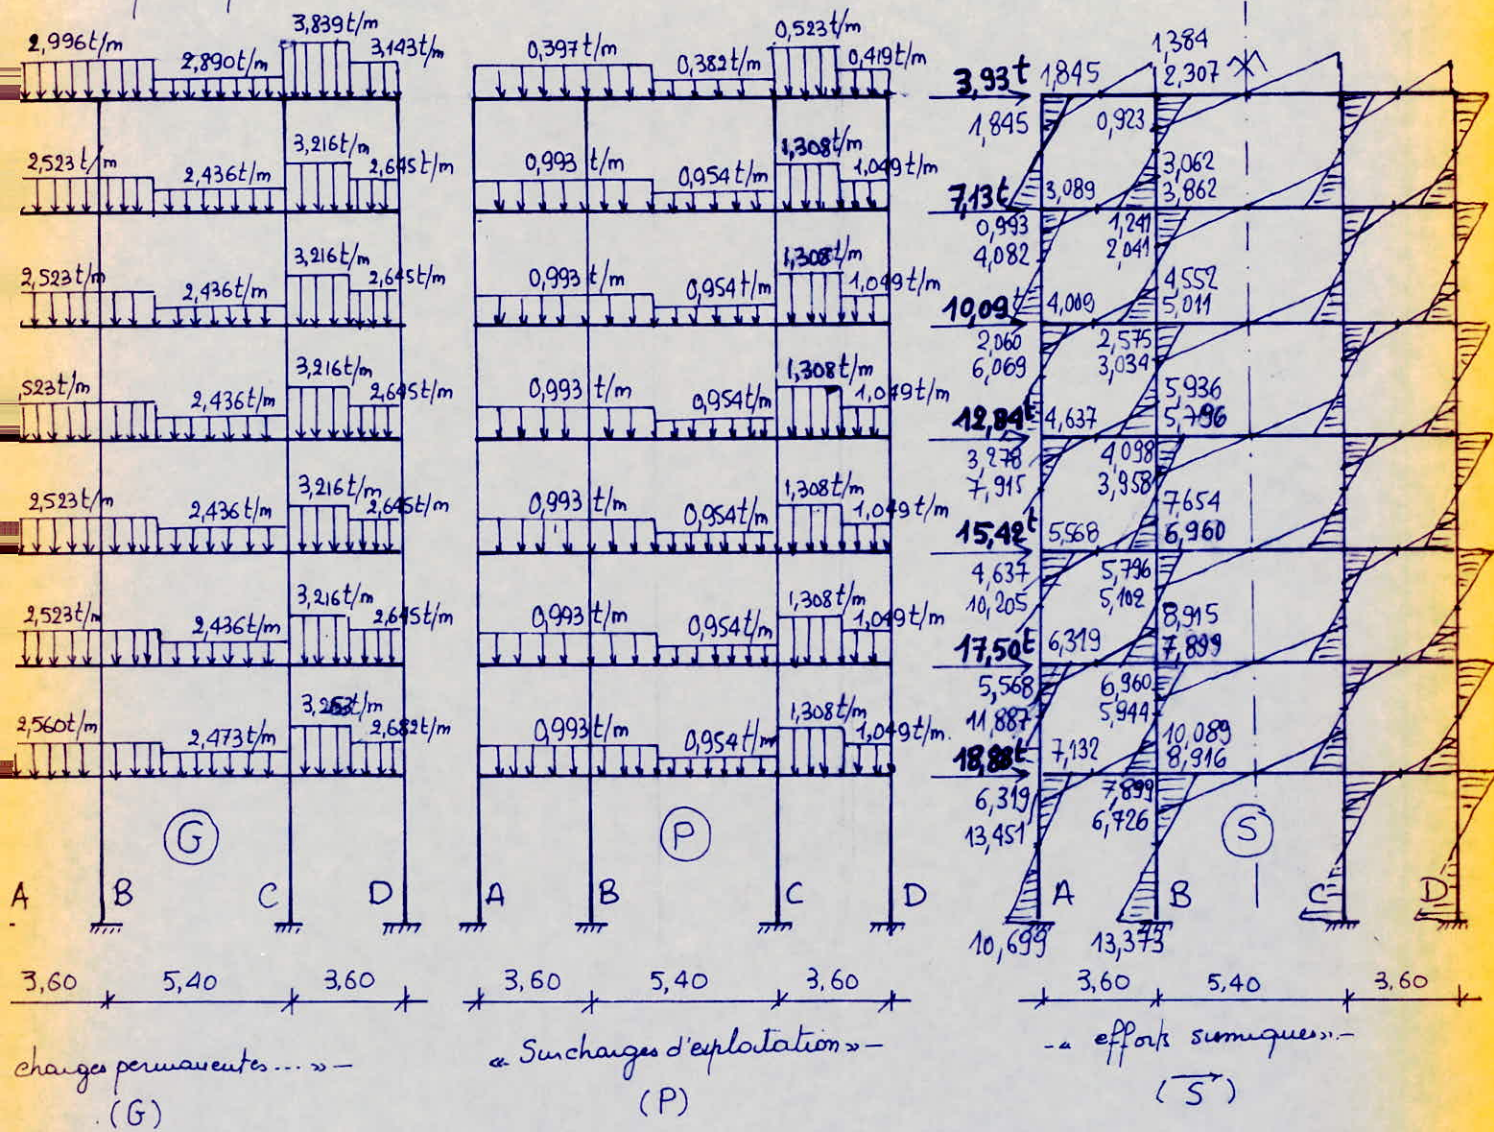 2,996t/m 2,890t/m 3,839t/m 3,143t/m
2,523t/m 2,436t/m 3,216t/m 2,645t/m
2,523t/m 2,436t/m 3,216t/m 2,645t/m
,523t/m 2,436t/m 3,216t/m 2,645t/m
2,523t/m 2,436t/m 3,216t/m 2,645t/m
2,523t/m 2,436t/m 3,216t/m 2,645t/m
2,560t/m 2,473t/m 2,682t/m
G
A B C D
3,60 5,40 3,60
charges permanentes... » -
(G)
0,397t/m 0,382t/m 0,523t/m 0,419t/m
0,993 t/m 0,954t/m 1,308t/m 1,049t/m
0,993 t/m 0,954t/m 1,308t/m 1,049t/m
0,993 t/m 0,954t/m 1,308t/m 1,049t/m
0,993 t/m 0,954t/m 1,308t/m 1,049t/m
0,993 t/m 0,954t/m 1,308t/m 1,049t/m
0,993 t/m 0,954t/m 1,308t/m 1,049t/m.
P
A B C D
3,60 5,40 3,60
« Surcharges d'exploitation » -
(P)
1,384
3,93t 1,845 2,307
1,845 0,923
3,062
7,13t 3,089 3,862
0,993 1,241
4,082 2,041
4,552
10,09t 4,009 5,011
2,060 2,575
6,069 3,034
5,936
12,84t 4,637 5,796
3,278 4,098
7,915 3,958
7,654
15,42t 5,568 6,960
4,637 5,796
10,205 5,102
8,915
17,50t 6,319 7,899
5,568 6,960
11,887 5,944
10,089
18,88t 7,132 8,916
6,319 7,899
13,451 6,726
S
A B C D
10,699 13,373
3,60 5,40 3,60
-« efforts sismiques».-
(S)